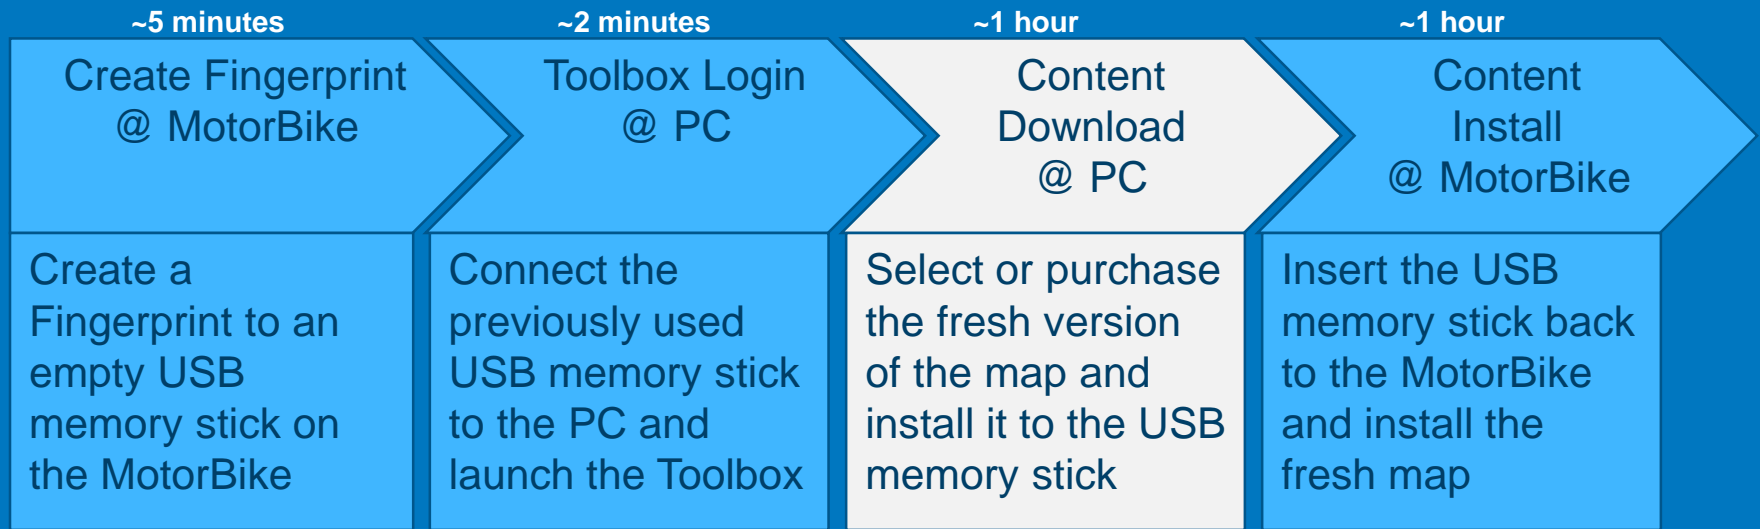 ~5 minutes
Create Fingerprint
@ MotorBike
Create a
Fingerprint to an
empty USB
memory stick on
the MotorBike
~2 minutes
Toolbox Login
@ PC
Connect the
previously used
USB memory stick
to the PC and
launch the Toolbox
~1 hour
Content
Download
@ PC
Select or purchase
the fresh version
of the map and
install it to the USB
memory stick
~1 hour
Content
Install
@ MotorBike
Insert the USB
memory stick back
to the MotorBike
and install the
fresh map